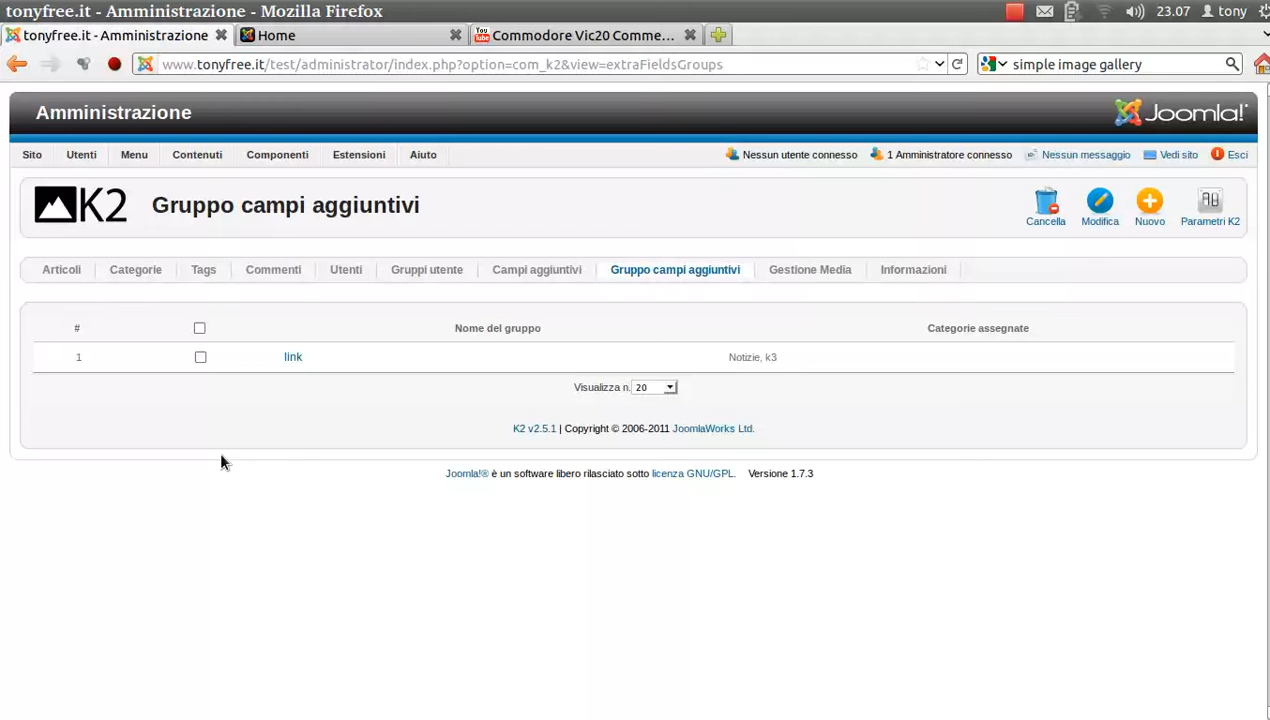 tonyfree.it - Amministrazione - Mozilla Firefox
23.07 tony
tonyfree.it - Amministrazione Home You Tube Commodore Vic20 Comme...
www.tonyfree.it/test/administrator/index.php?option=com_k2&view=extraFieldsGroups simple image gallery
Amministrazione Joomla!
Sito Utenti Menu Contenuti Componenti Estensioni Aiuto Nessun utente connesso 1 Amministratore connesso Nessun messaggio Vedi sito Esci
K2 Gruppo campi aggiuntivi
Cancella Modifica Nuovo Parametri K2
Articoli Categorie Tags Commenti Utenti Gruppi utente Campi aggiuntivi Gruppo campi aggiuntivi Gestione Media Informazioni
# Nome del gruppo Categorie assegnate
1 link Notizie, k3
Visualizza n. 20
K2 v2.5.1 | Copyright © 2006-2011 JoomlaWorks Ltd.
Joomla!® è un software libero rilasciato sotto licenza GNU/GPL. Versione 1.7.3